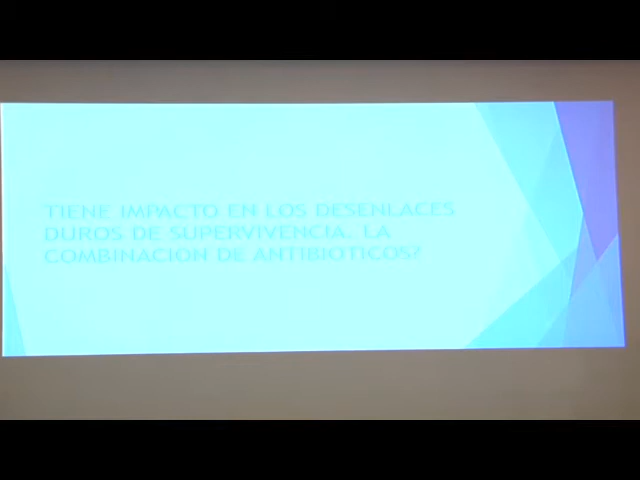 TIENE IMPACTO EN LOS DESENLACES
DUROS DE SUPERVIVENCIA, LA
COMBINACION DE ANTIBIOTICOS?